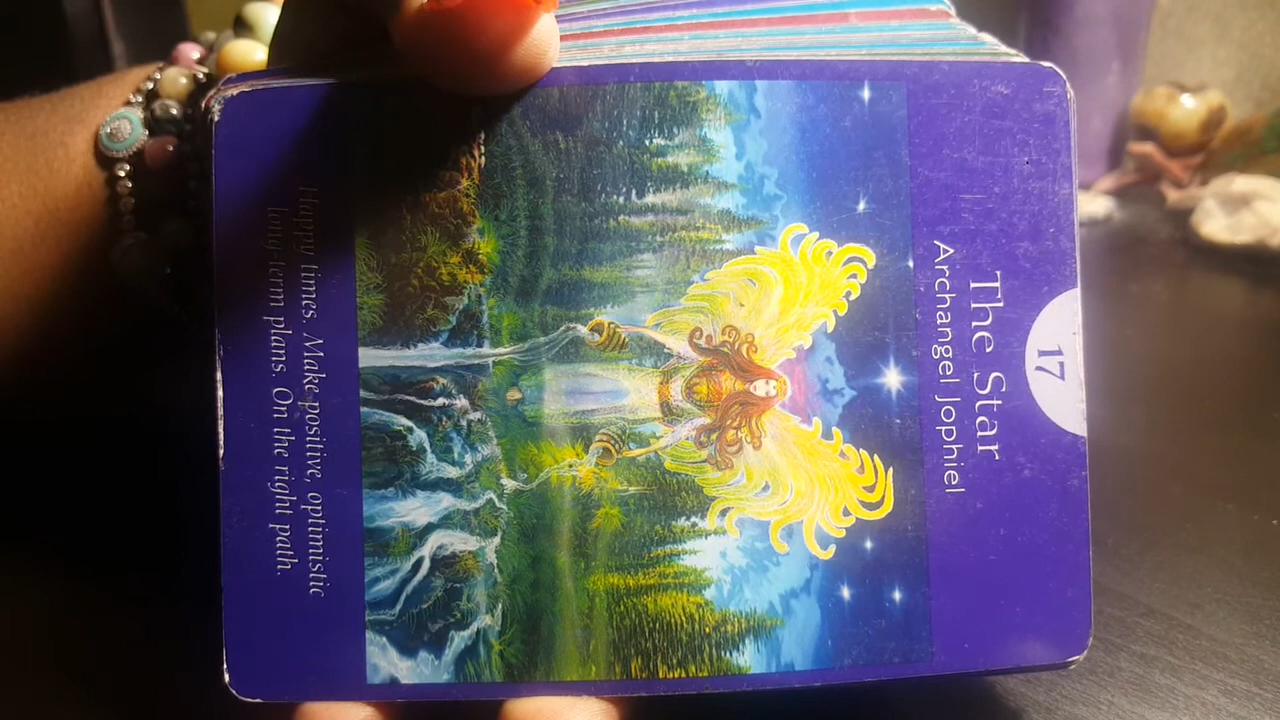 17
The Star
Archangel Jophiel
Happy times. Make positive, optimistic
long-term plans. On the right path.